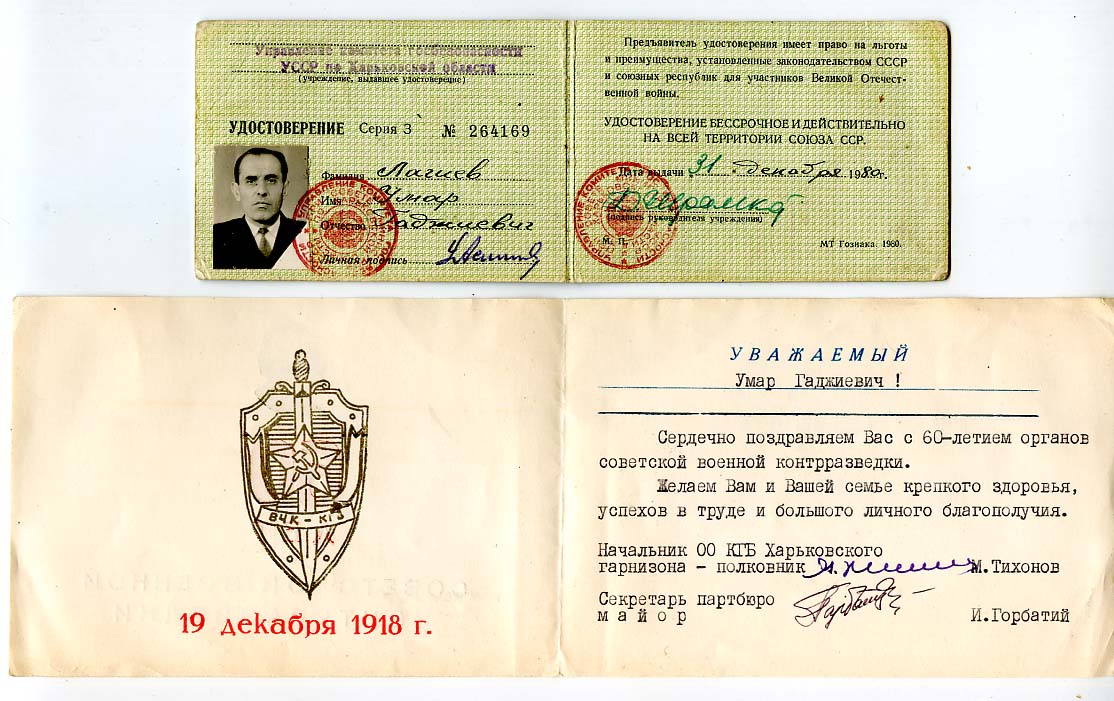 Управление комитета госбезопасности
УССР по Харьковской области
(учреждение, выдавшее удостоверение)
УДОСТОВЕРЕНИЕ Серия З № 264169
Фамилия Лагиев
Имя Умар
Отчество Гаджиевич
Личная подпись
Предъявитель удостоверения имеет право на льготы
и преимущества, установленные законодательством СССР
и союзных республик для участников Великой Отечест-
венной войны.
УДОСТОВЕРЕНИЕ БЕССРОЧНОЕ И ДЕЙСТВИТЕЛЬНО
НА ВСЕЙ ТЕРРИТОРИИ СОЮЗА ССР.
Дата выдачи 31 декабря 1980 г.
(подпись руководителя учреждения)
М. П.
МТ Гознака. 1980.
ВЧК-КГБ
19 декабря 1918 г.
УВАЖАЕМЫЙ
Умар Гаджиевич !
Сердечно поздравляем Вас с 60-летием органов
советской военной контрразведки.
Желаем Вам и Вашей семье крепкого здоровья,
успехов в труде и большого личного благополучия.
Начальник ОО КГБ Харьковского
гарнизона - полковник М.Тихонов
Секретарь партбюро
майор И.Горбатий